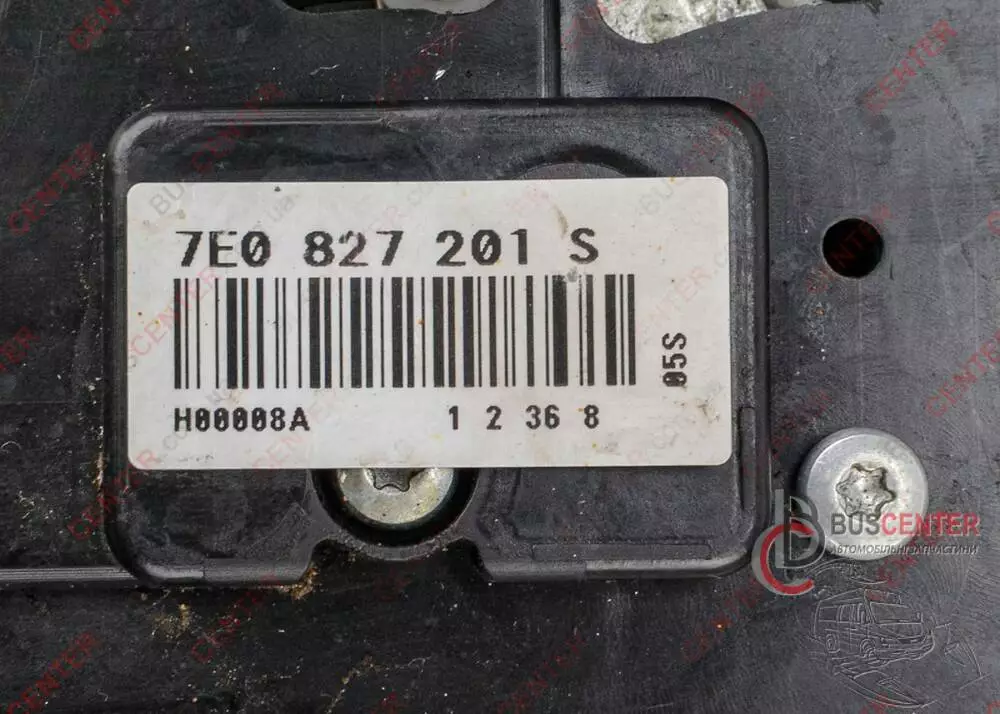 7E0 827 201 S
05S
H00008A 1 2 36 8
BUSCENTER
АВТОМОБІЛЬНІ ЗАПЧАСТИНИ